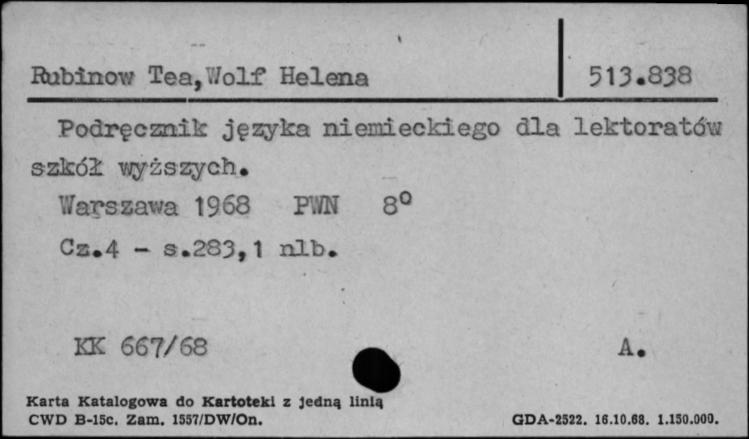 Rubinow Tea,Wolf Helena 513.838
Podręcznik języka niemieckiego dla lektoratów
szkół wyższych.
Warszawa 1968 PWN 8º
Cz.4 - s.283,1 nlb.
KK 667/68 A.
Karta Katalogowa do Kartoteki z jedną linią
CWD B-15c. Zam. 1557/DW/On. GDA-2522. 16.10.68. 1.150.000.